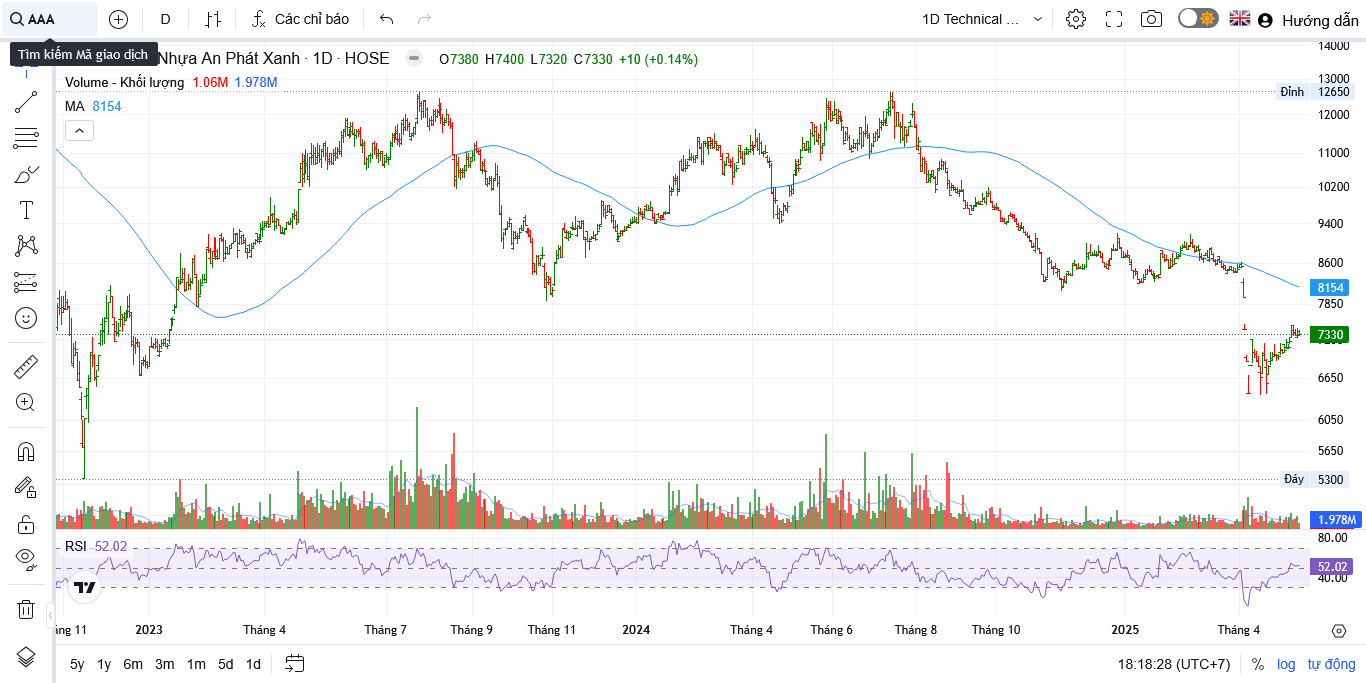 AAA
D
Các chỉ báo
1D Technical ...
Hướng dẫn
Tìm kiếm Mã giao dịch
Nhựa An Phát Xanh · 1D · HOSE
O7380 H7400 L7320 C7330 +10 (+0.14%)
Volume - Khối lượng 1.06M 1.978M
MA 8154
14000
13000
Đỉnh 12650
12000
11000
10200
9400
8600
8154
7850
7330
6650
6050
5650
Đáy 5300
1.978M
RSI 52.02
80.00
52.02
40.00
ng 11
2023
Tháng 4
Tháng 7
Tháng 9
Tháng 11
2024
Tháng 4
Tháng 6
Tháng 8
Tháng 10
2025
Tháng 4
5y 1y 6m 3m 1m 5d 1d
18:18:28 (UTC+7) % log tự động